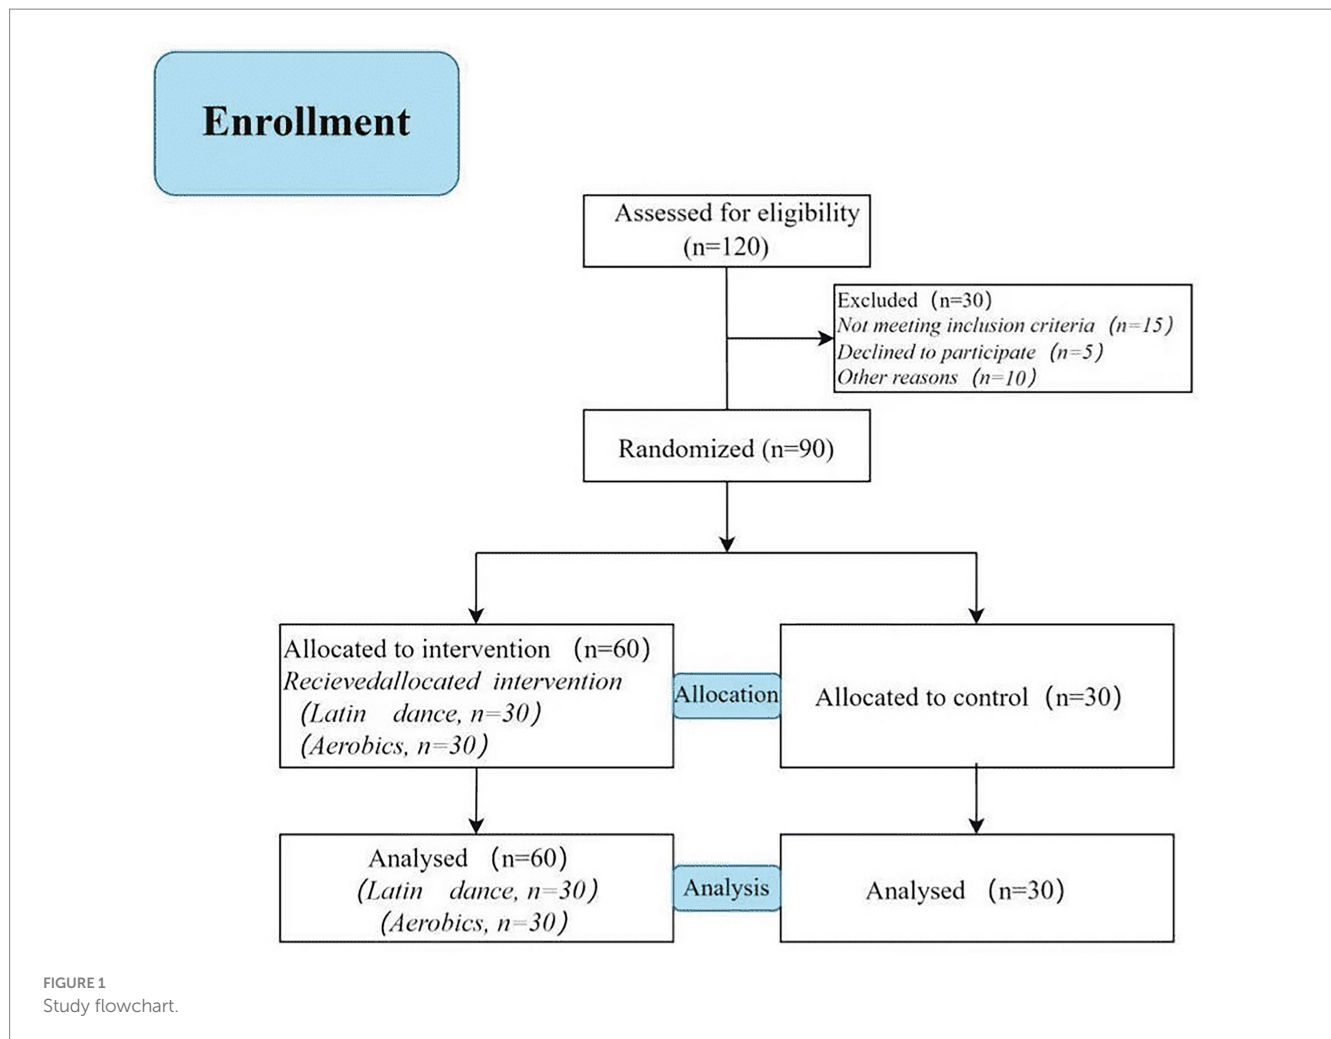 Enrollment
Assessed for eligibility
(n=120)
Excluded (n=30)
Not meeting inclusion criteria (n=15)
Declined to participate (n=5)
Other reasons (n=10)
Randomized (n=90)
Allocated to intervention (n=60)
Recievedallocated intervention
(Latin dance, n=30)
(Aerobics, n=30)
Allocation
Allocated to control (n=30)
Analysed (n=60)
(Latin dance, n=30)
(Aerobics, n=30)
Analysis
Analysed (n=30)
FIGURE 1
Study flowchart.